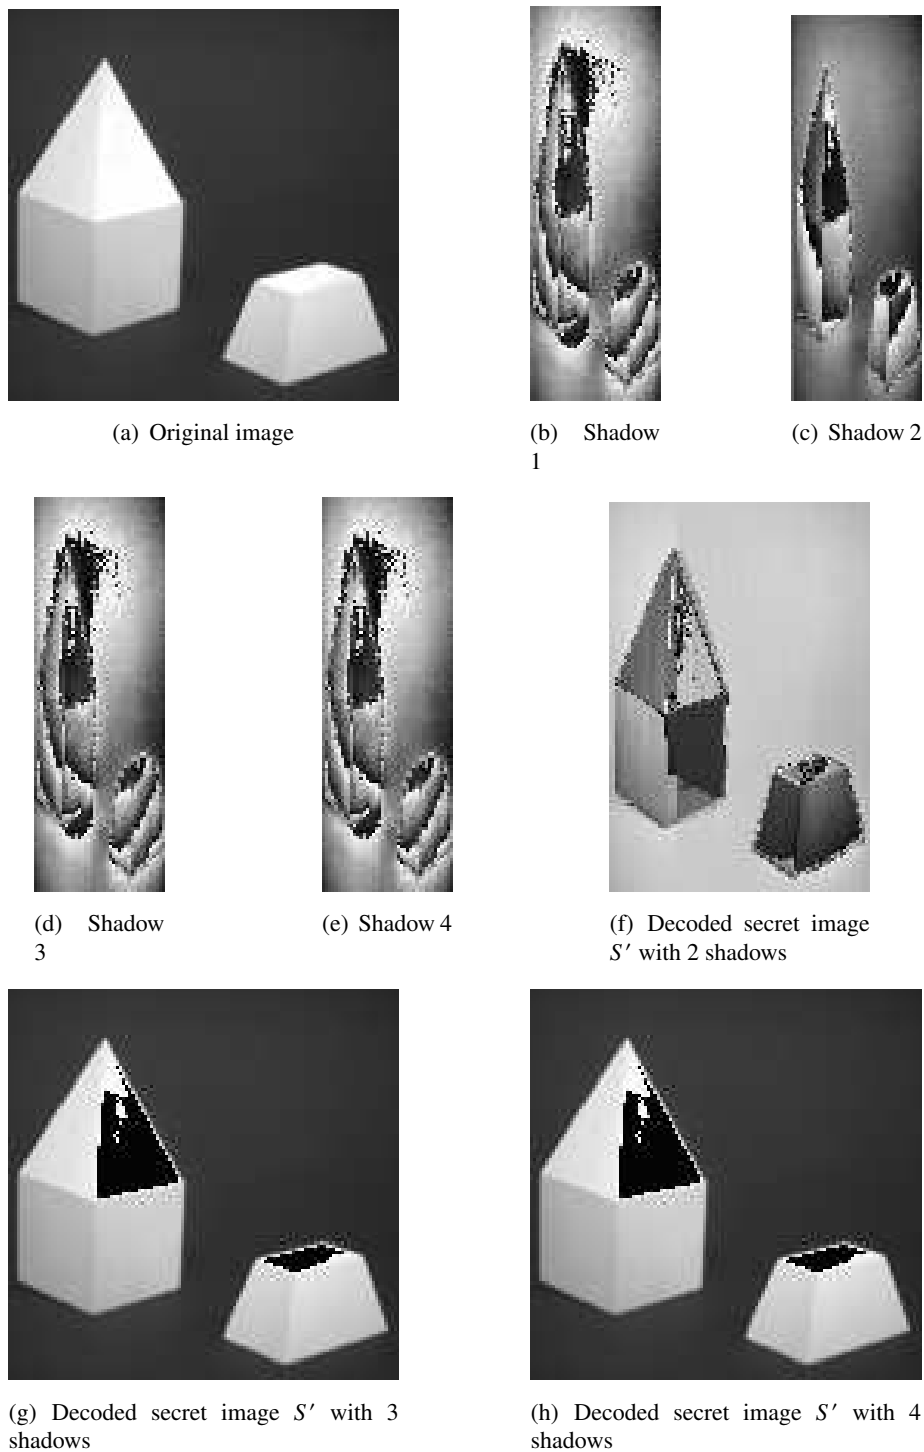 (a) Original image
(b) Shadow
1
(c) Shadow 2
(d) Shadow
3
(e) Shadow 4
(f) Decoded secret image
S′ with 2 shadows
(g) Decoded secret image S′ with 3
shadows
(h) Decoded secret image S′ with 4
shadows